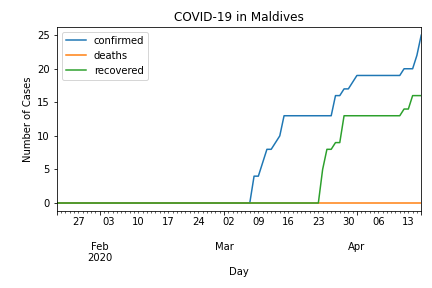 COVID-19 in Maldives
Number of Cases
25
20
15
10
5
0
confirmed
deaths
recovered
27 03 10 17 24 02 09 16 23 30 06 13
Feb Mar Apr
2020
Day